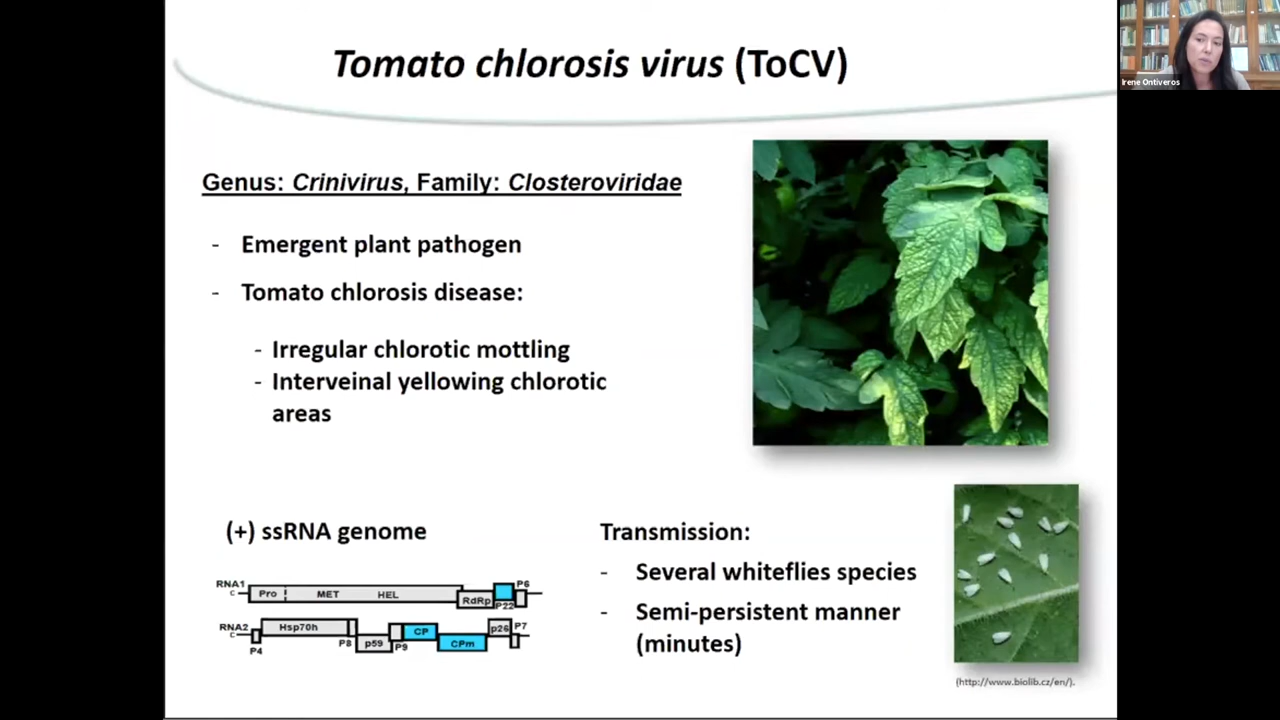 Tomato chlorosis virus (ToCV)
Irene Ontiveros
Genus: Crinivirus, Family: Closteroviridae
- Emergent plant pathogen
- Tomato chlorosis disease:
- Irregular chlorotic mottling
- Interveinal yellowing chlorotic
areas
(+) ssRNA genome
RNA1
C
Pro
MET
HEL
RdRp
P22
P6
RNA2
C
P4
Hsp70h
P8
p59
P9
CP
CPm
p26
P7
Transmission:
- Several whiteflies species
- Semi-persistent manner
(minutes)
(http://www.biolib.cz/en/).